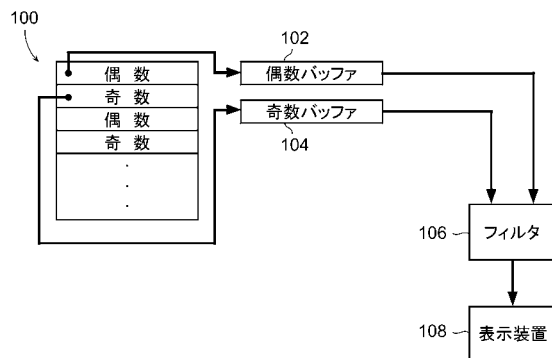 100
偶 数
奇 数
偶 数
奇 数
.
.
.
102
偶数バッファ
奇数バッファ
104
106
フィルタ
108
表示装置